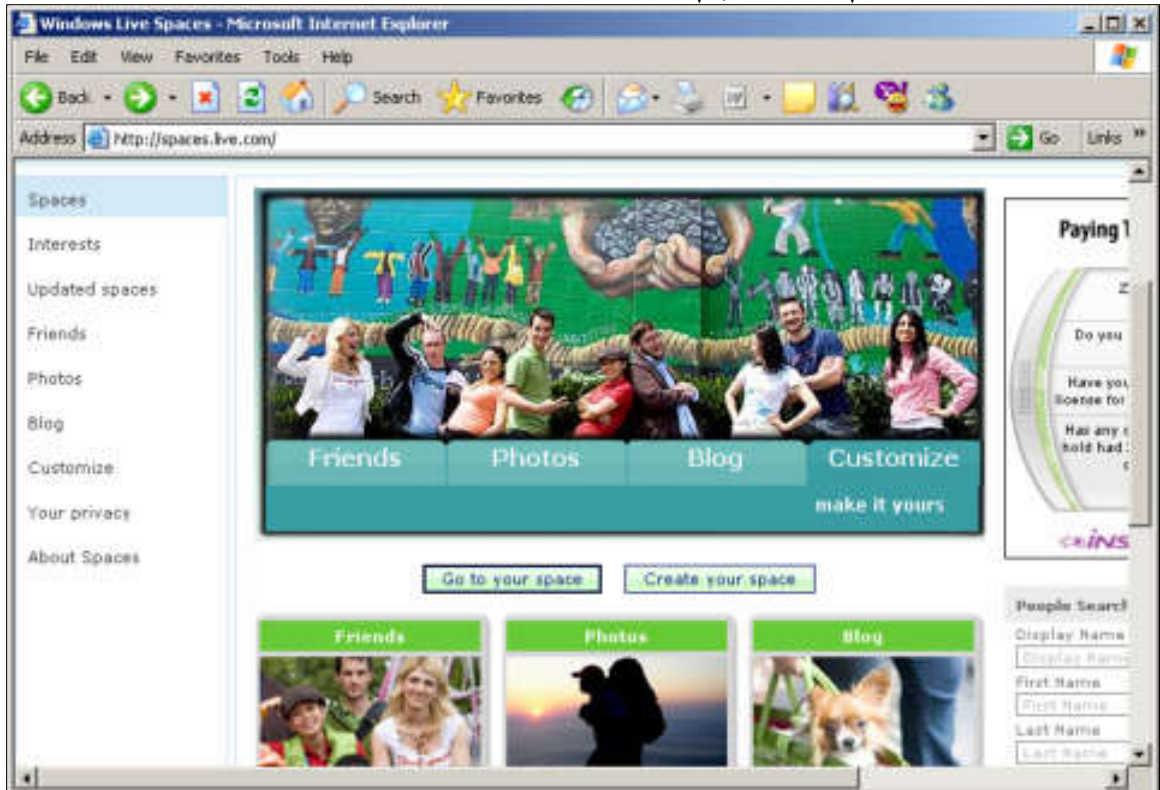 Windows Live Spaces - Microsoft Internet Explorer
File Edit View Favorites Tools Help
Back Search Favorites
Address http://spaces.live.com/ Go Links
Spaces
Interests
Updated spaces
Friends
Photos
Blog
Customize
Your privacy
About Spaces
Friends Photos Blog Customize
make it yours
Go to your space Create your space
Friends Photos Blog
Paying
Do you
Have you
license for
Has any
hold had
People Search
Display Name
Display Name
First Name
First Name
Last Name
Last Name